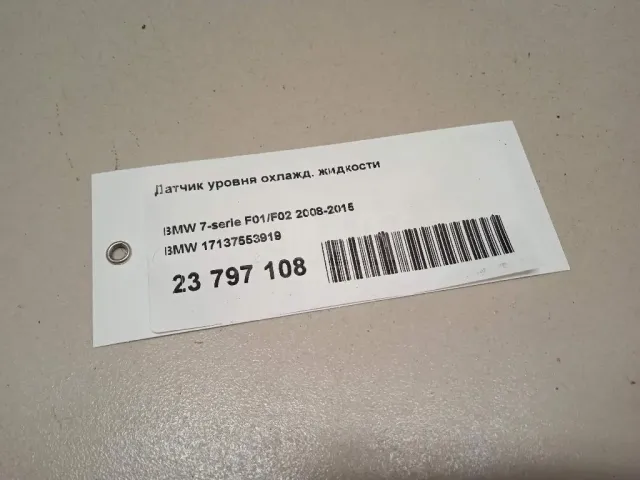 Датчик уровня охлажд. жидкости
BMW 7-serie F01/F02 2008-2015
BMW 17137553919
23 797 108